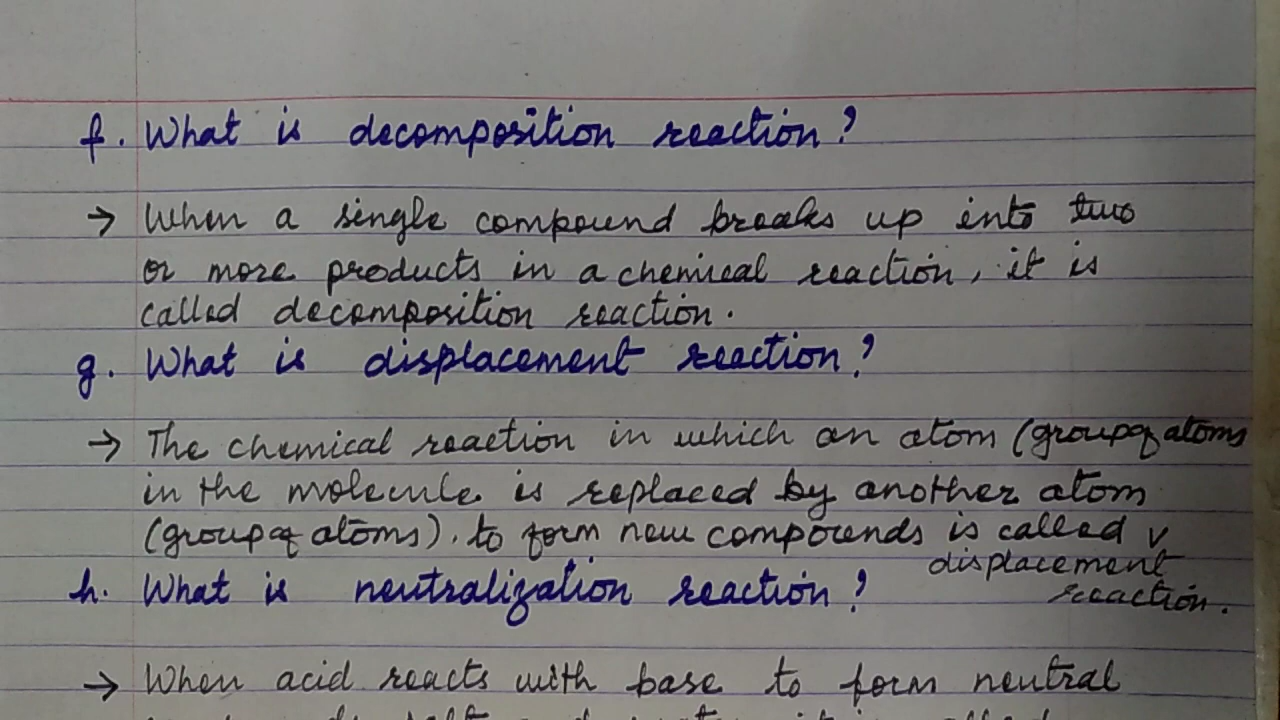 f. What is decomposition reaction?
→ When a single compound breaks up into two
or more products in a chemical reaction, it is
called decomposition reaction.
g. What is displacement reaction?
→ The chemical reaction in which an atom (group of atoms
in the molecule is replaced by another atom
(group of atoms). to form new compounds is called v
displacement
reaction.
h. What is neutralization reaction?
→ When acid reacts with base to form neutral